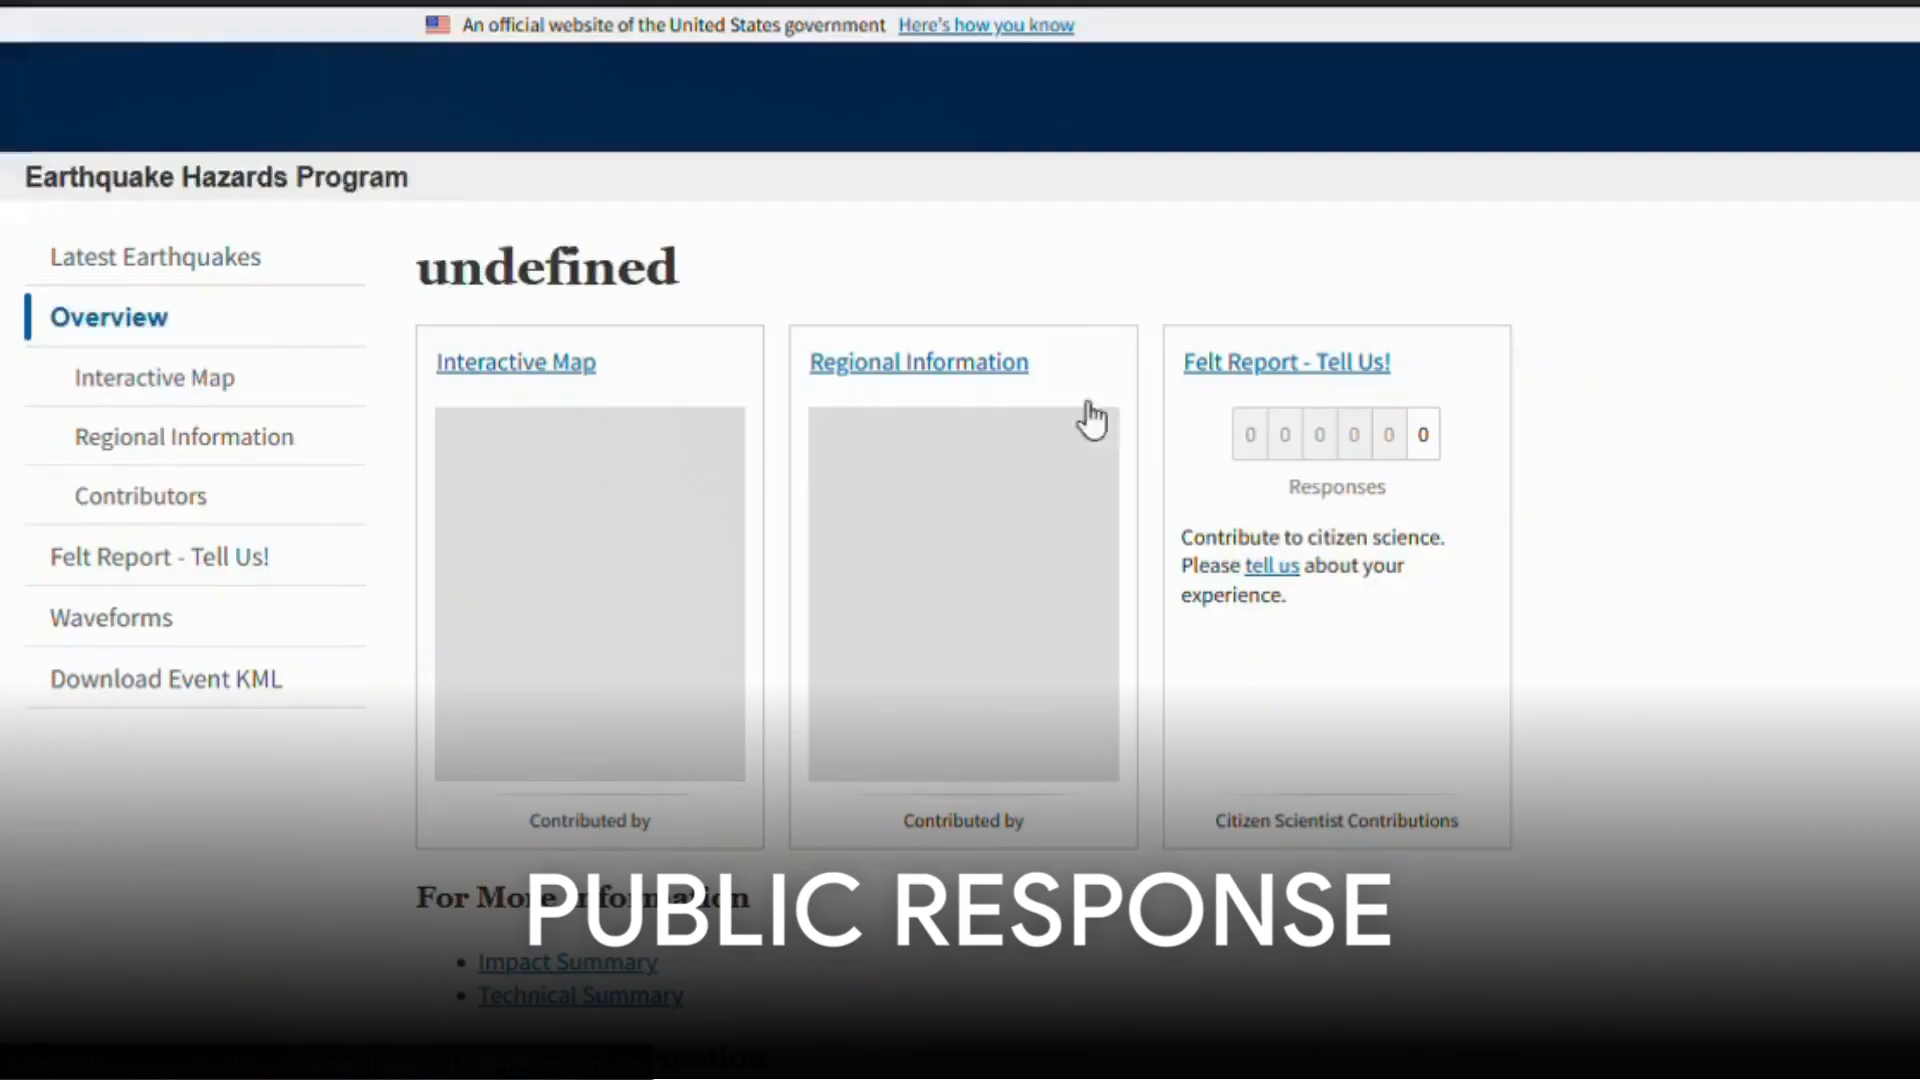 An official website of the United States government Here's how you know
Earthquake Hazards Program
Latest Earthquakes
Overview
Interactive Map
Regional Information
Contributors
Felt Report - Tell Us!
Waveforms
Download Event KML
undefined
Interactive Map
Contributed by
Regional Information
Contributed by
Felt Report - Tell Us!
0 0 0 0 0 0
Responses
Contribute to citizen science.
Please tell us about your
experience.
Citizen Scientist Contributions
For More Information
PUBLIC RESPONSE
Impact Summary
Technical Summary